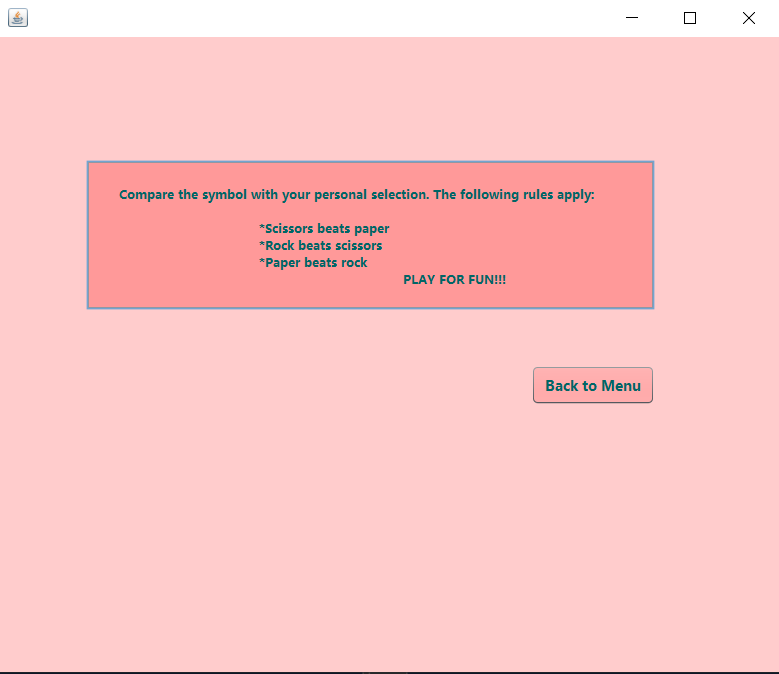 Compare the symbol with your personal selection. The following rules apply:
*Scissors beats paper
*Rock beats scissors
*Paper beats rock
PLAY FOR FUN!!!
Back to Menu